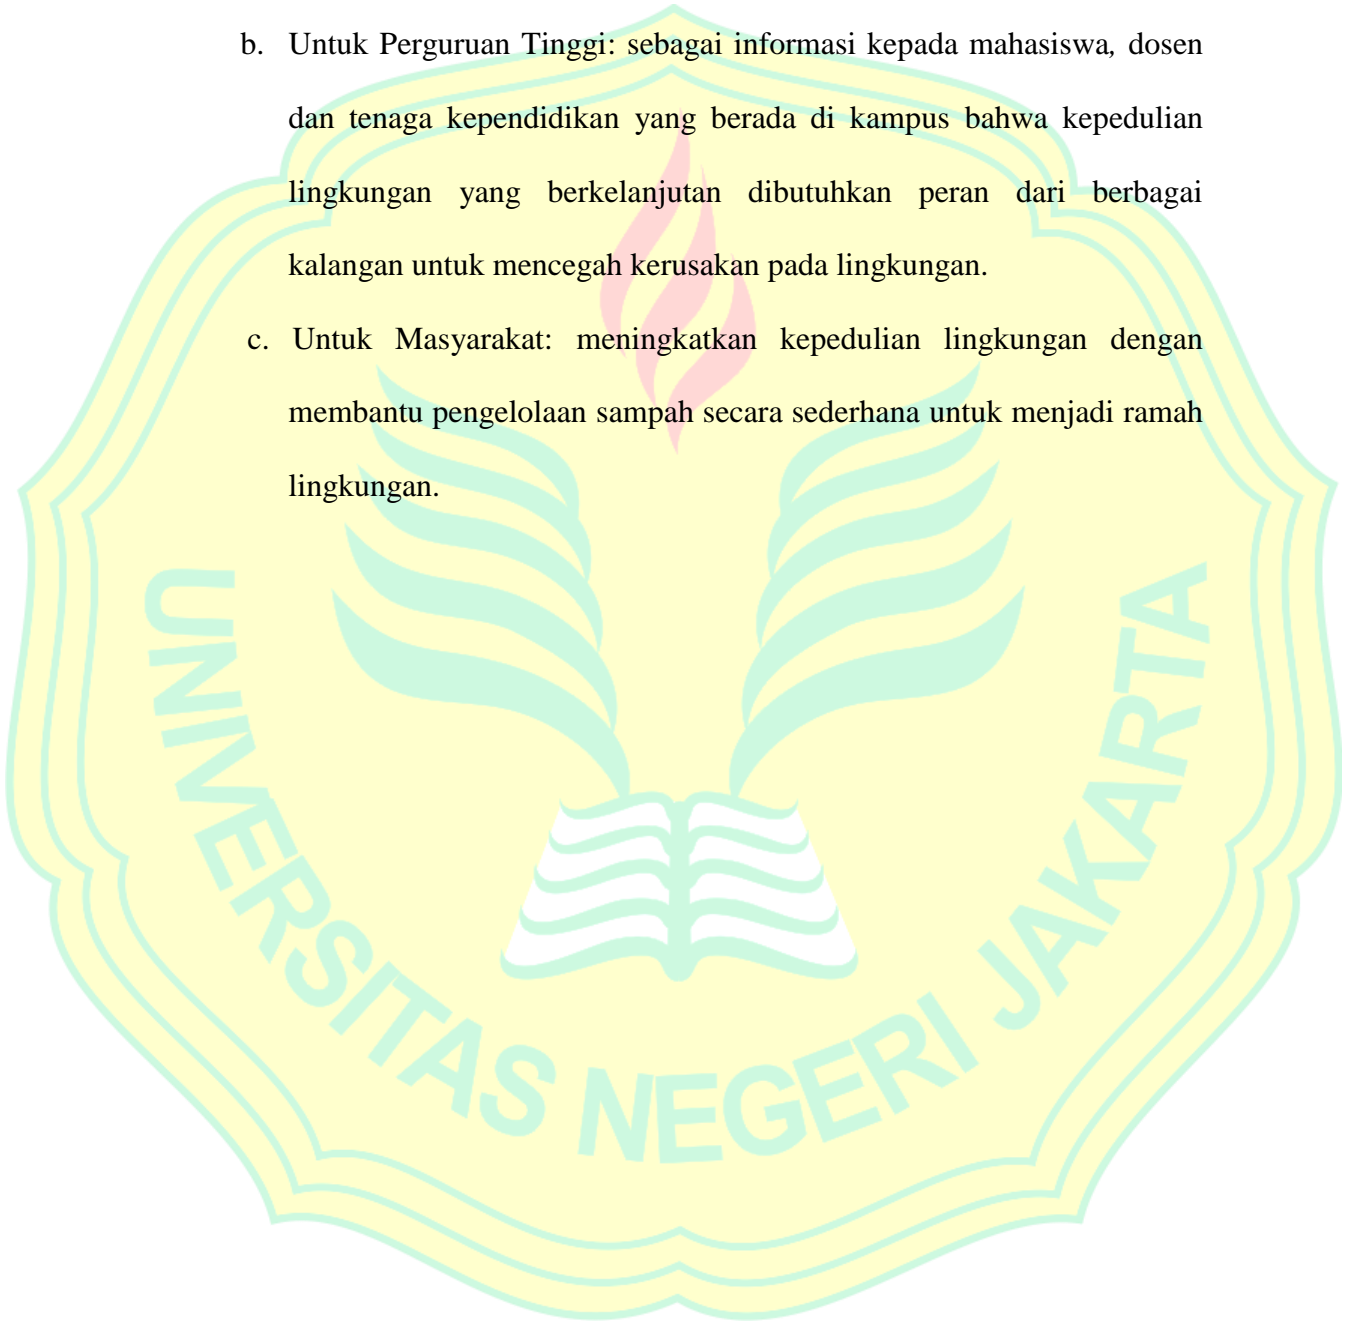 b. Untuk Perguruan Tinggi: sebagai informasi kepada mahasiswa, dosen
dan tenaga kependidikan yang berada di kampus bahwa kepedulian
lingkungan yang berkelanjutan dibutuhkan peran dari berbagai
kalangan untuk mencegah kerusakan pada lingkungan.
c. Untuk Masyarakat: meningkatkan kepedulian lingkungan dengan
membantu pengelolaan sampah secara sederhana untuk menjadi ramah
lingkungan.
UNIVERSITAS NEGERI JAKARTA